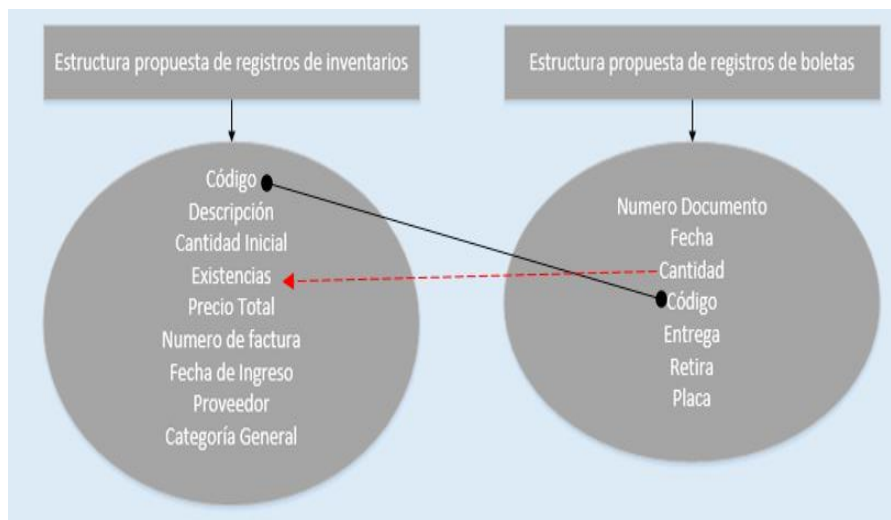 Estructura propuesta de registros de inventarios
Código
Descripción
Cantidad Inicial
Existencias
Precio Total
Numero de factura
Fecha de Ingreso
Proveedor
Categoría General
Estructura propuesta de registros de boletas
Numero Documento
Fecha
Cantidad
Código
Entrega
Retira
Placa